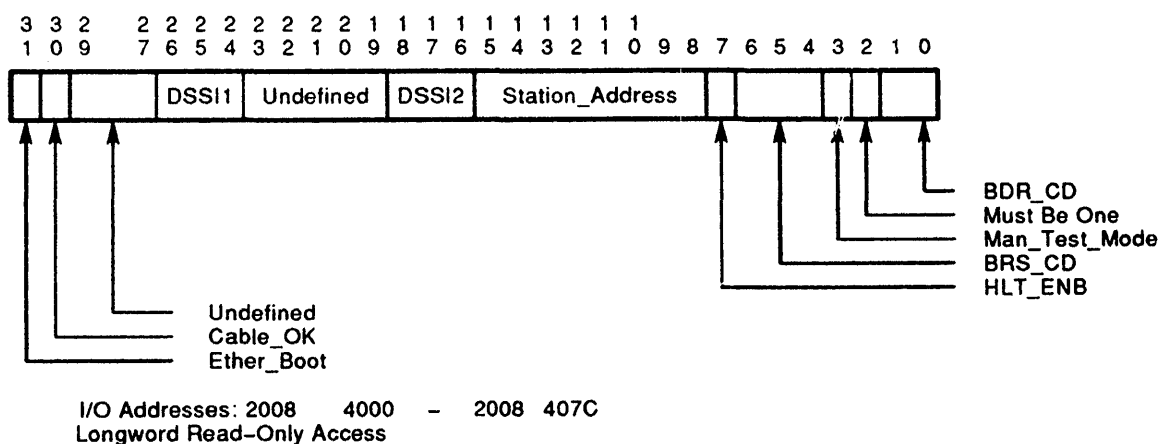 3 3 2 2 2 2 2 2 2 2 2 1 1 1 1 1 1 1 1 1 1
1 0 9 7 6 5 4 3 2 1 0 9 8 7 6 5 4 3 2 1 0 9 8 7 6 5 4 3 2 1 0
DSSI1 Undefined DSSI2 Station_Address
BDR_CD
Must Be One
Man_Test_Mode
BRS_CD
HLT_ENB
Undefined
Cable_OK
Ether_Boot
I/O Addresses: 2008 4000 – 2008 407C
Longword Read–Only Access